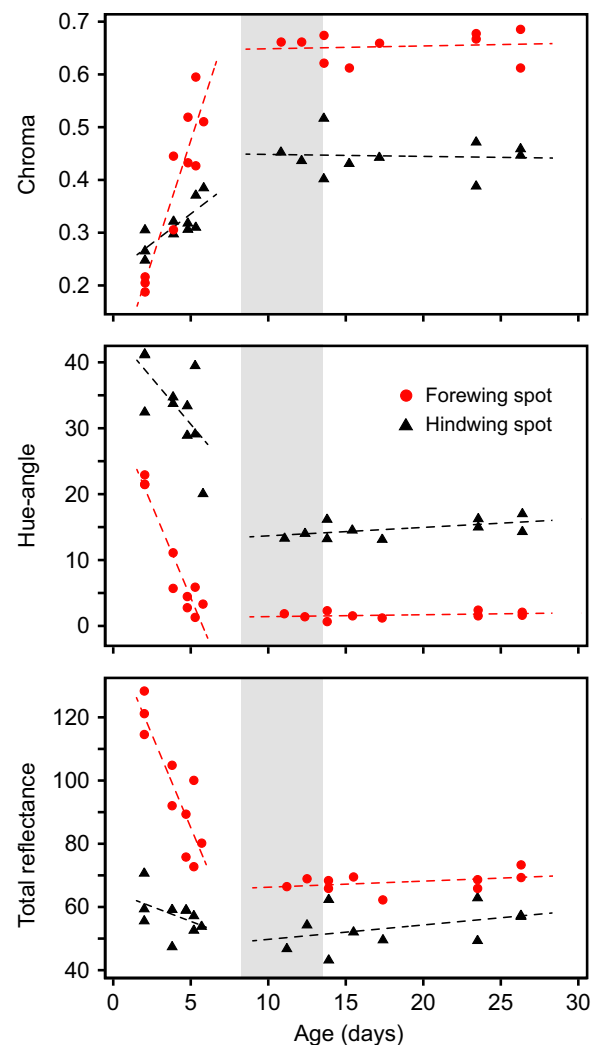 0.7
0.6
0.5
0.4
0.3
0.2
Chroma
40
30
20
10
0
Hue-angle
Forewing spot
Hindwing spot
120
100
80
60
40
Total reflectance
0 5 10 15 20 25 30
Age (days)